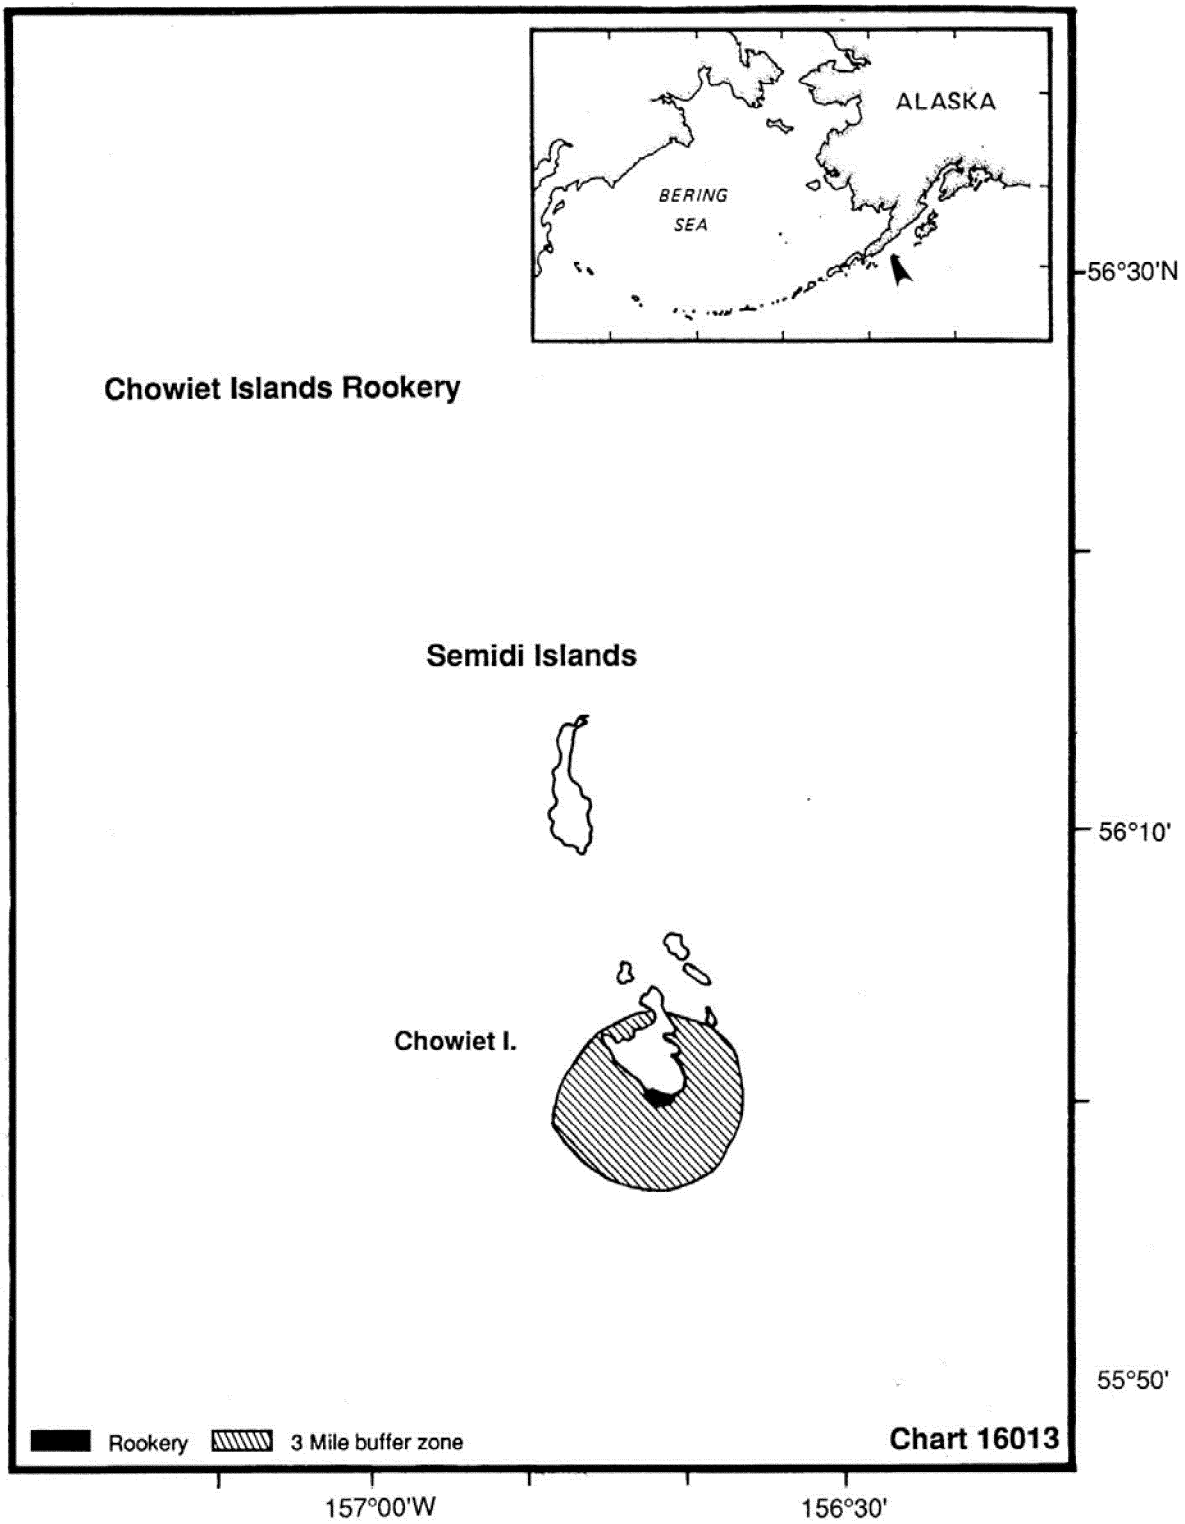 ALASKA
BERING
SEA
56°30'N
Chowiet Islands Rookery
Semidi Islands
56°10'
Chowiet I.
55°50'
Rookery
3 Mile buffer zone
Chart 16013
157°00'W
156°30'